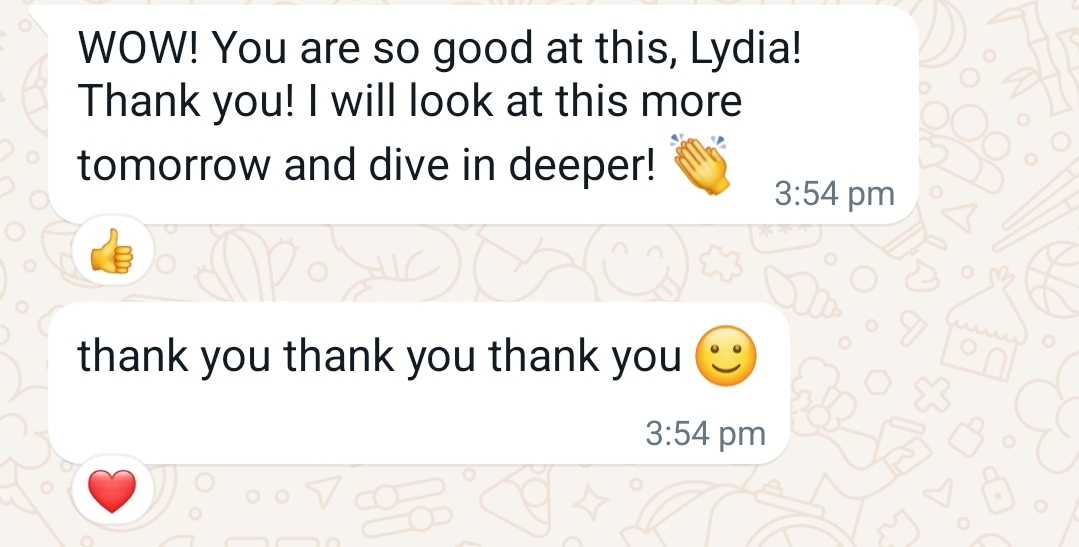 WOW! You are so good at this, Lydia!
Thank you! I will look at this more
tomorrow and dive in deeper! 👏
3:54 pm
👍
thank you thank you thank you 🙂
3:54 pm
❤️